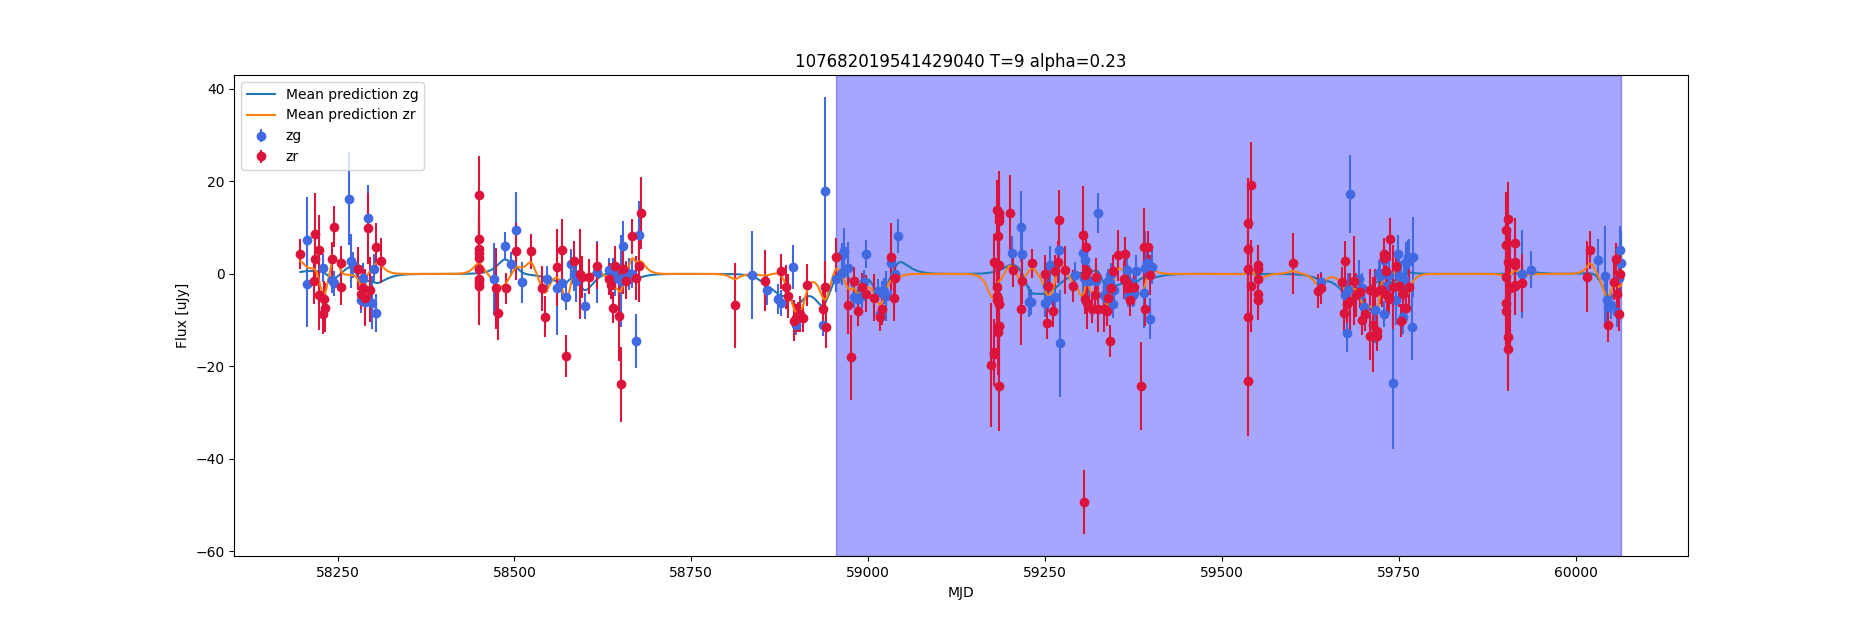 107682019541429040 T=9 alpha=0.23
Mean prediction zg
Mean prediction zr
zg
zr
40
20
0
−20
−40
−60
Flux [uJy]
58250 58500 58750 59000 59250 59500 59750 60000
MJD